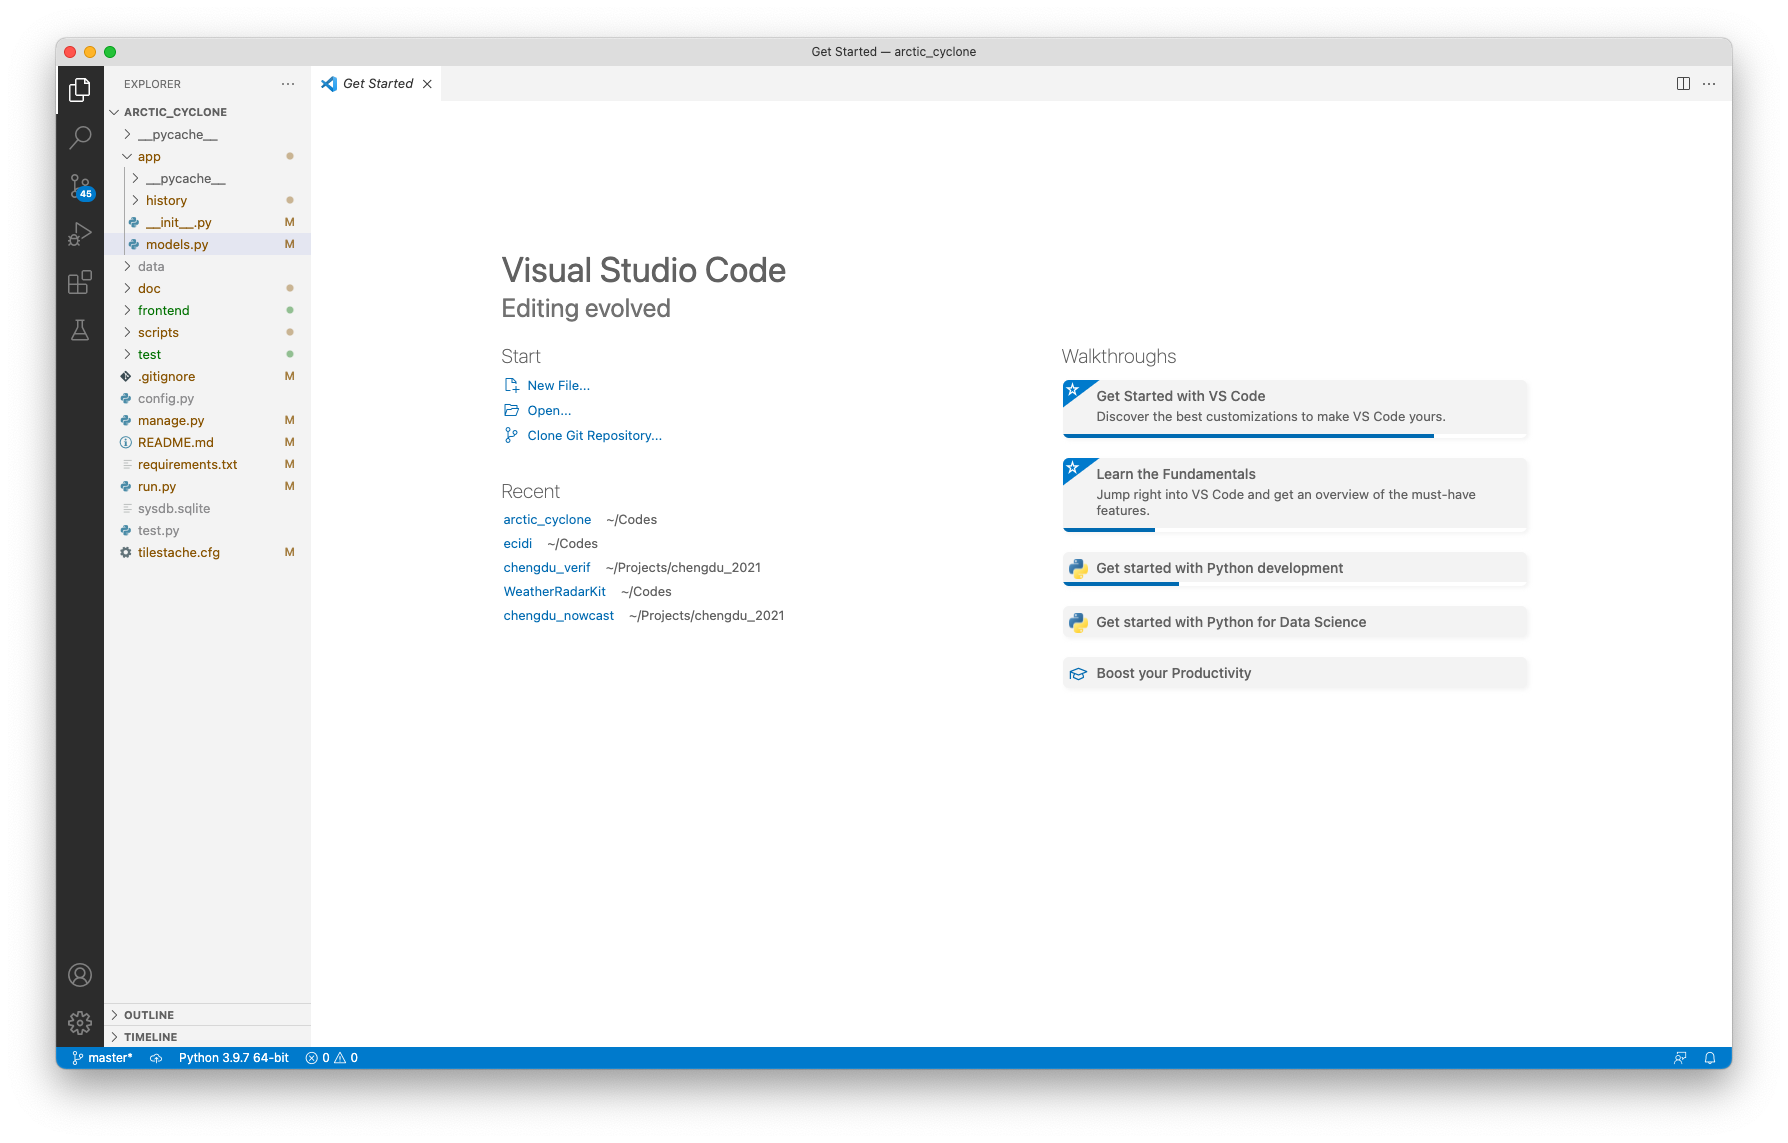 Get Started — arctic_cyclone
EXPLORER
Get Started
ARCTIC_CYCLONE
__pycache__
app
__pycache__
history
__init__.py M
models.py M
data
doc
frontend
scripts
test
.gitignore M
config.py
manage.py M
README.md M
requirements.txt M
run.py M
sysdb.sqlite
test.py
tilestache.cfg M
45
OUTLINE
TIMELINE
Visual Studio Code
Editing evolved
Start
New File...
Open...
Clone Git Repository...
Recent
arctic_cyclone ~/Codes
ecidi ~/Codes
chengdu_verif ~/Projects/chengdu_2021
WeatherRadarKit ~/Codes
chengdu_nowcast ~/Projects/chengdu_2021
Walkthroughs
Get Started with VS Code
Discover the best customizations to make VS Code yours.
Learn the Fundamentals
Jump right into VS Code and get an overview of the must-have
features.
Get started with Python development
Get started with Python for Data Science
Boost your Productivity
master* Python 3.9.7 64-bit 0 0